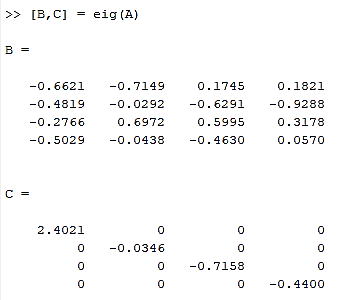 >> [B,C] = eig(A)
B =
-0.6621 -0.7149 0.1745 0.1821
-0.4819 -0.0292 -0.6291 -0.9288
-0.2766 0.6972 0.5995 0.3178
-0.5029 -0.0438 -0.4630 0.0570
C =
2.4021 0 0 0
0 -0.0346 0 0
0 0 -0.7158 0
0 0 0 -0.4400